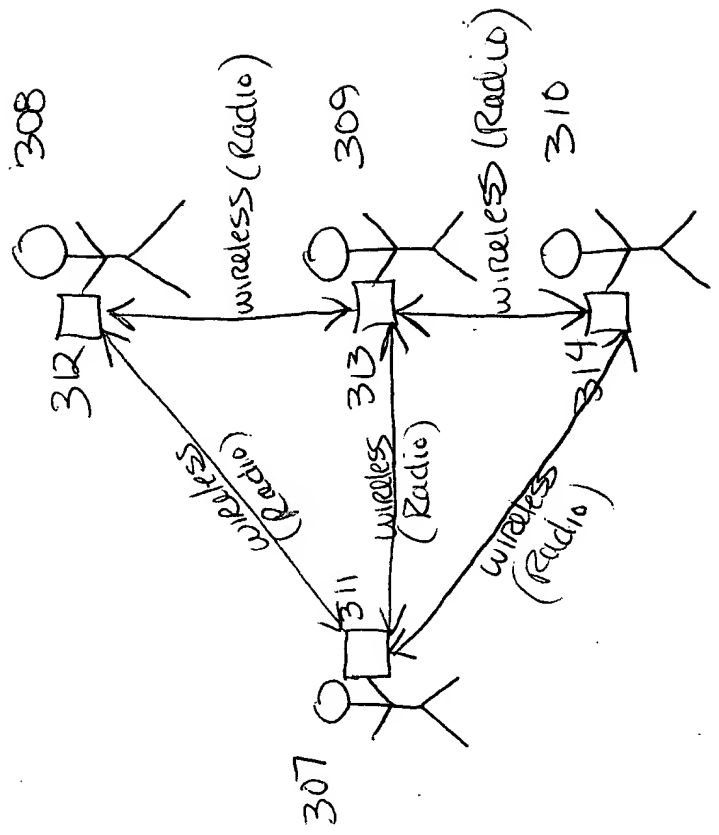 308
312
wireless (Radio)
wireless
(Radio)
309
313
311
wireless
(Radio)
307
wireless (Radio)
310
314
wireless
(Radio)